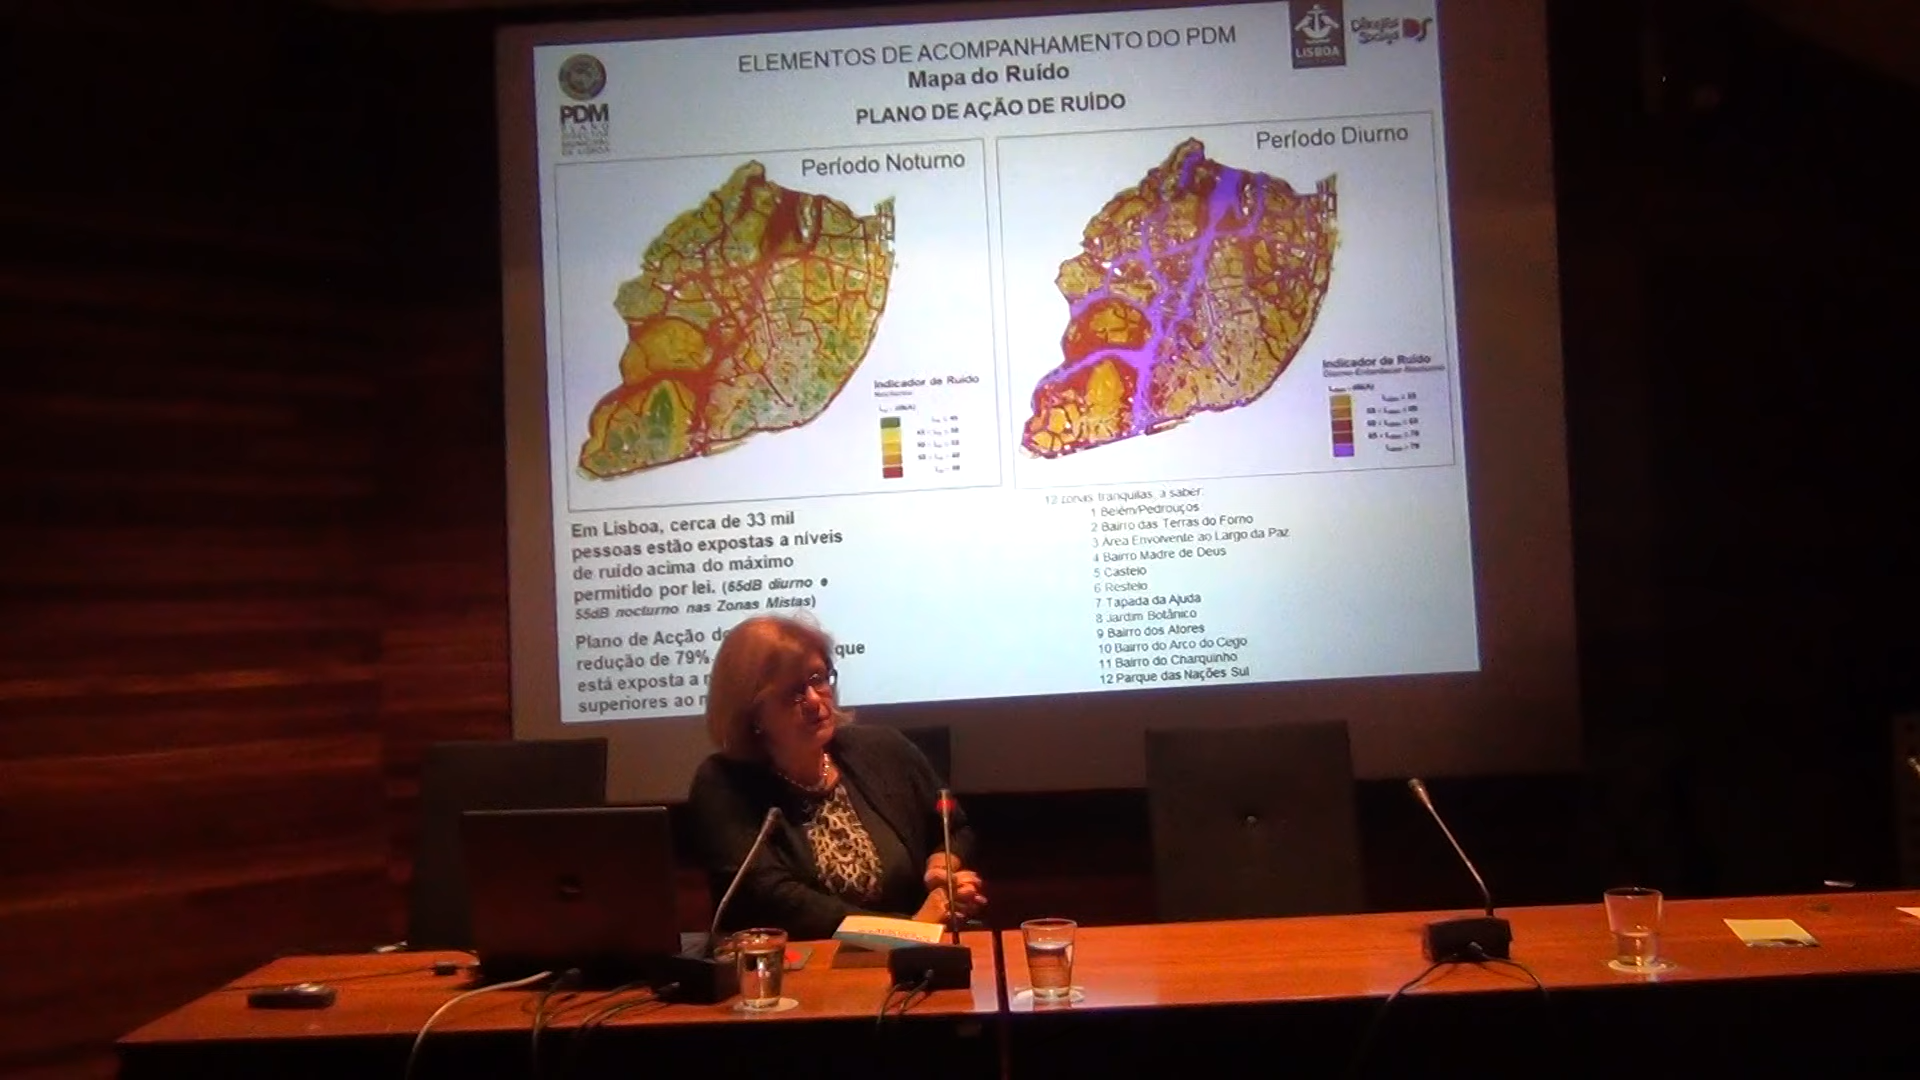 ELEMENTOS DE ACOMPANHAMENTO DO PDM
Mapa do Ruído
PLANO DE AÇÃO DE RUÍDO
PDM
PLANO
LISBOA
Período Noturno
Indicador de Ruído
Período Diurno
Indicador de Ruído
Diurno-Entardecer-Nocturno
Em Lisboa, cerca de 33 mil
pessoas estão expostas a níveis
de ruído acima do máximo
permitido por lei. (65dB diurno e
55dB nocturno nas Zonas Mistas)
Plano de Acção
que
redução de 79%
está exposta a
superiores ao
12 zonas tranquilas, a saber:
1 Belém/Pedrouços
2 Bairro das Terras do Forno
3 Área Envolvente ao Largo da Paz
4 Bairro Madre de Deus
5 Castelo
6 Restelo
7 Tapada da Ajuda
8 Jardim Botânico
9 Bairro dos Atores
10 Bairro do Arco do Cego
11 Bairro do Charquinho
12 Parque das Nações Sul